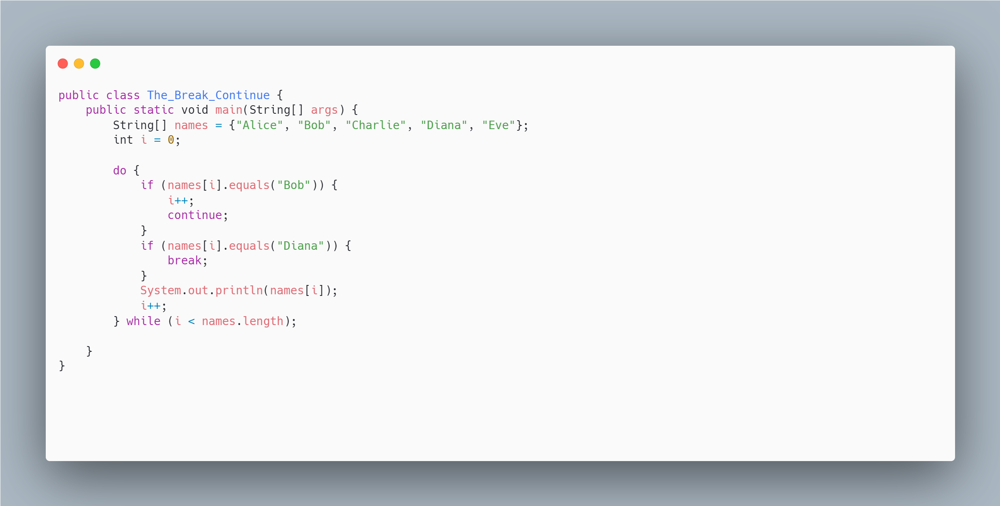 public class The_Break_Continue {
    public static void main(String[] args) {
        String[] names = {"Alice", "Bob", "Charlie", "Diana", "Eve"};
        int i = 0;

        do {
            if (names[i].equals("Bob")) {
                i++;
                continue;
            }
            if (names[i].equals("Diana")) {
                break;
            }
            System.out.println(names[i]);
            i++;
        } while (i < names.length);

    }
}